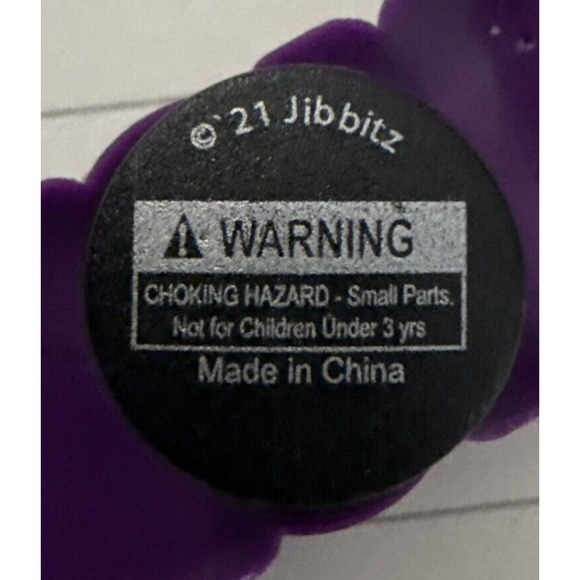 © '21 Jibbitz
WARNING
CHOKING HAZARD - Small Parts.
Not for Children Under 3 yrs
Made in China